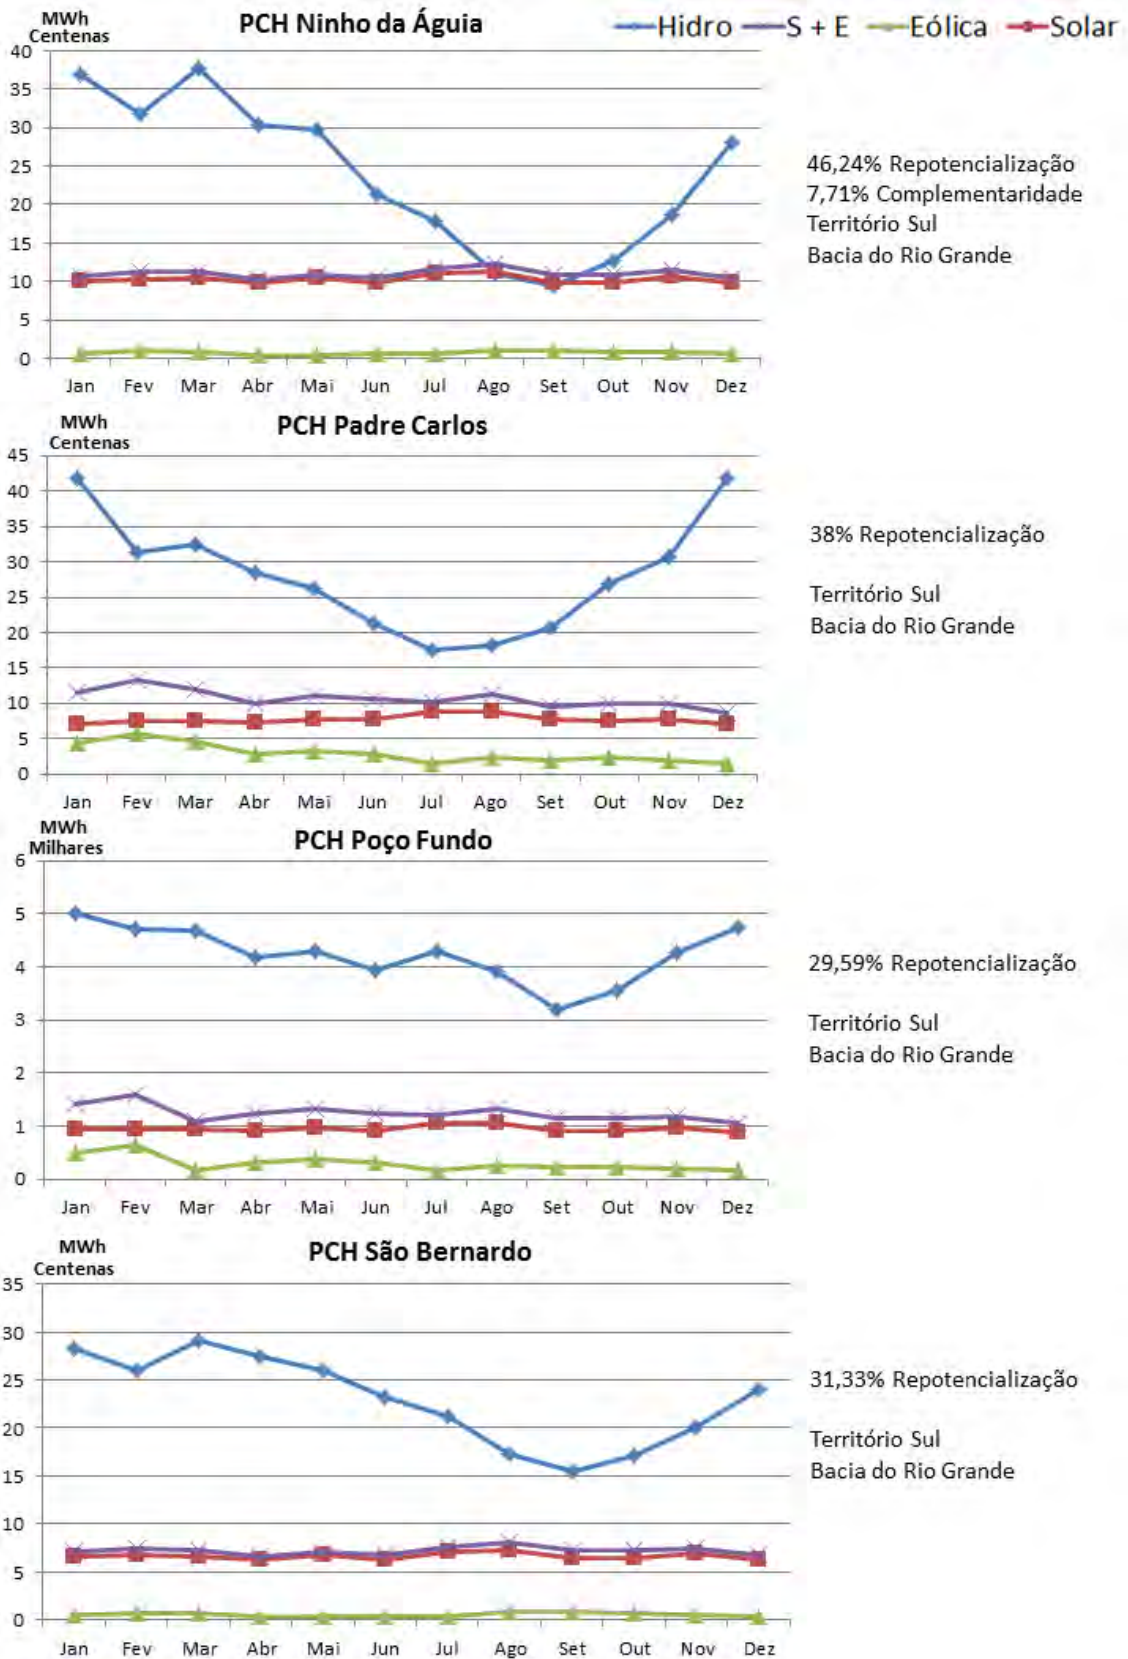 MWh
Centenas
PCH Ninho da Águia
Hidro S + E Eólica Solar
40
35
30
25
20
15
10
5
0
Jan Fev Mar Abr Mai Jun Jul Ago Set Out Nov Dez
46,24% Repotencialização
7,71% Complementaridade
Território Sul
Bacia do Rio Grande
MWh
Centenas
PCH Padre Carlos
45
40
35
30
25
20
15
10
5
0
Jan Fev Mar Abr Mai Jun Jul Ago Set Out Nov Dez
38% Repotencialização
Território Sul
Bacia do Rio Grande
MWh
Milhares
PCH Poço Fundo
6
5
4
3
2
1
0
Jan Fev Mar Abr Mai Jun Jul Ago Set Out Nov Dez
29,59% Repotencialização
Território Sul
Bacia do Rio Grande
MWh
Centenas
PCH São Bernardo
35
30
25
20
15
10
5
0
Jan Fev Mar Abr Mai Jun Jul Ago Set Out Nov Dez
31,33% Repotencialização
Território Sul
Bacia do Rio Grande